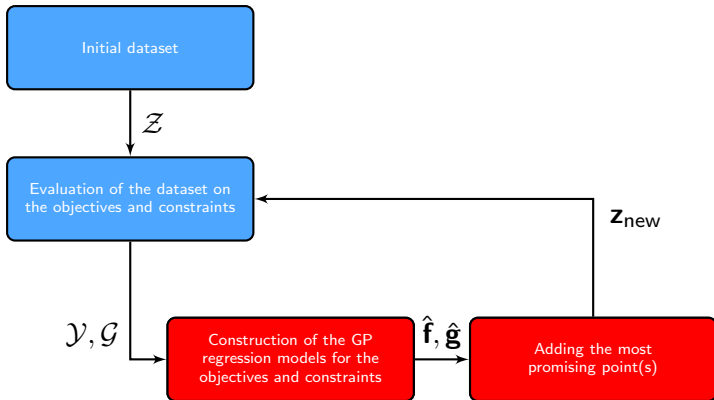 Initial dataset
𝒵
Evaluation of the dataset on
the objectives and constraints
z_new
𝒴, 𝒢
Construction of the GP
regression models for the
objectives and constraints
f̂, ĝ
Adding the most
promising point(s)